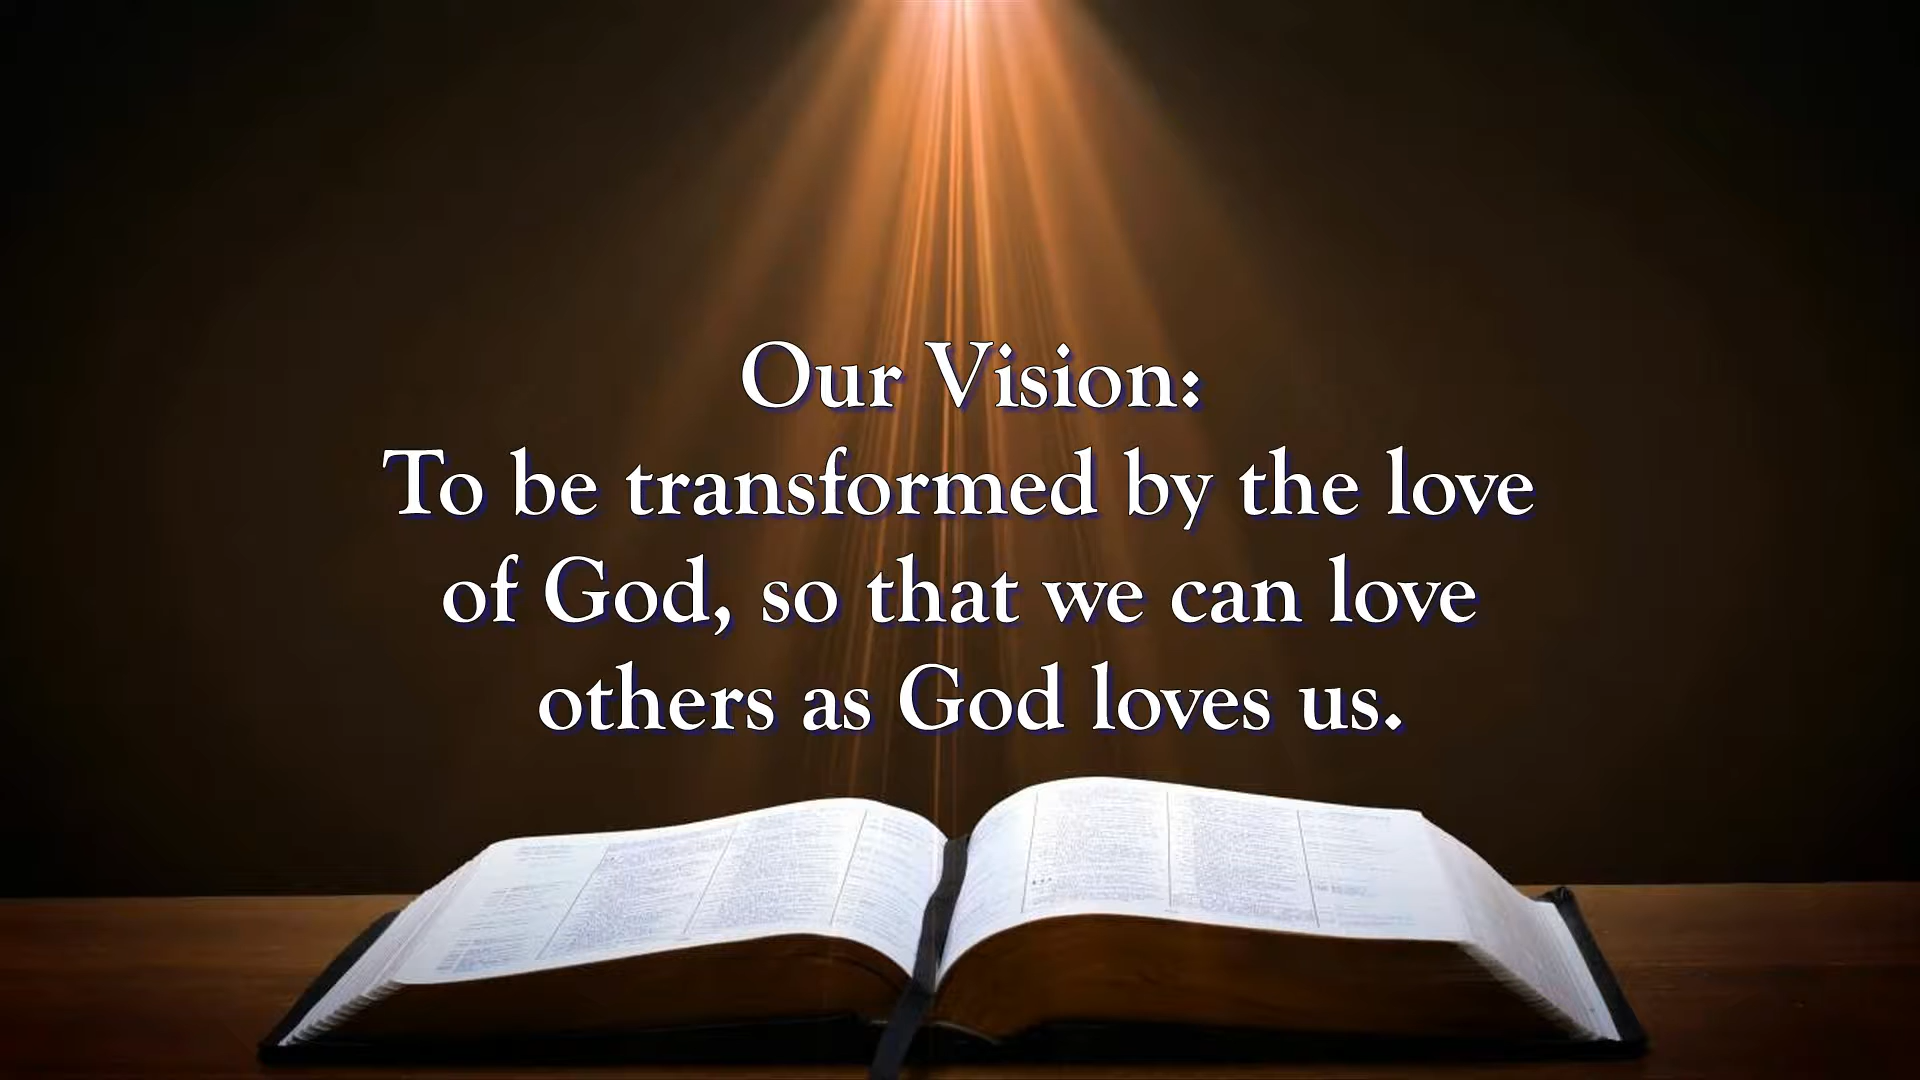 Our Vision:
To be transformed by the love
of God, so that we can love
others as God loves us.